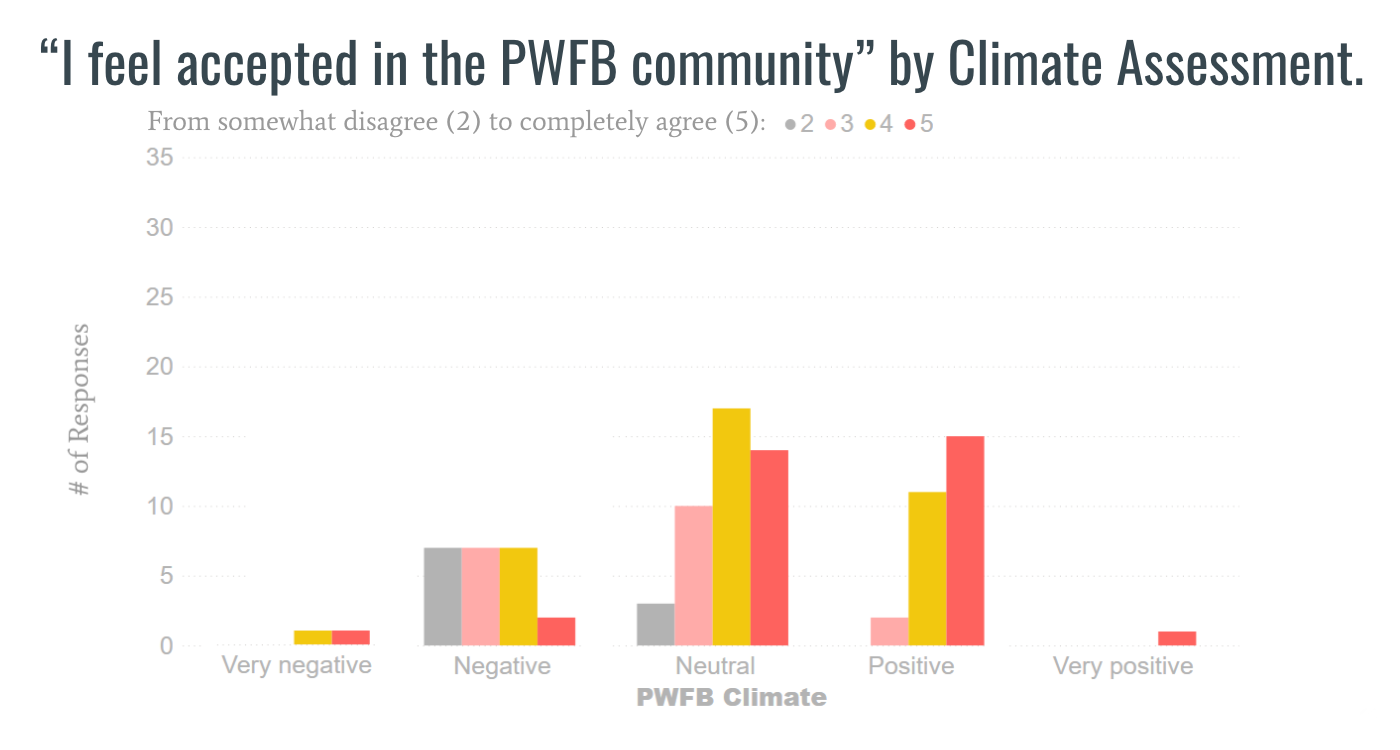 “I feel accepted in the PWFB community” by Climate Assessment.
From somewhat disagree (2) to completely agree (5): 2 3 4 5
35
30
25
20
15
10
5
0
# of Responses
Very negative Negative Neutral Positive Very positive
PWFB Climate